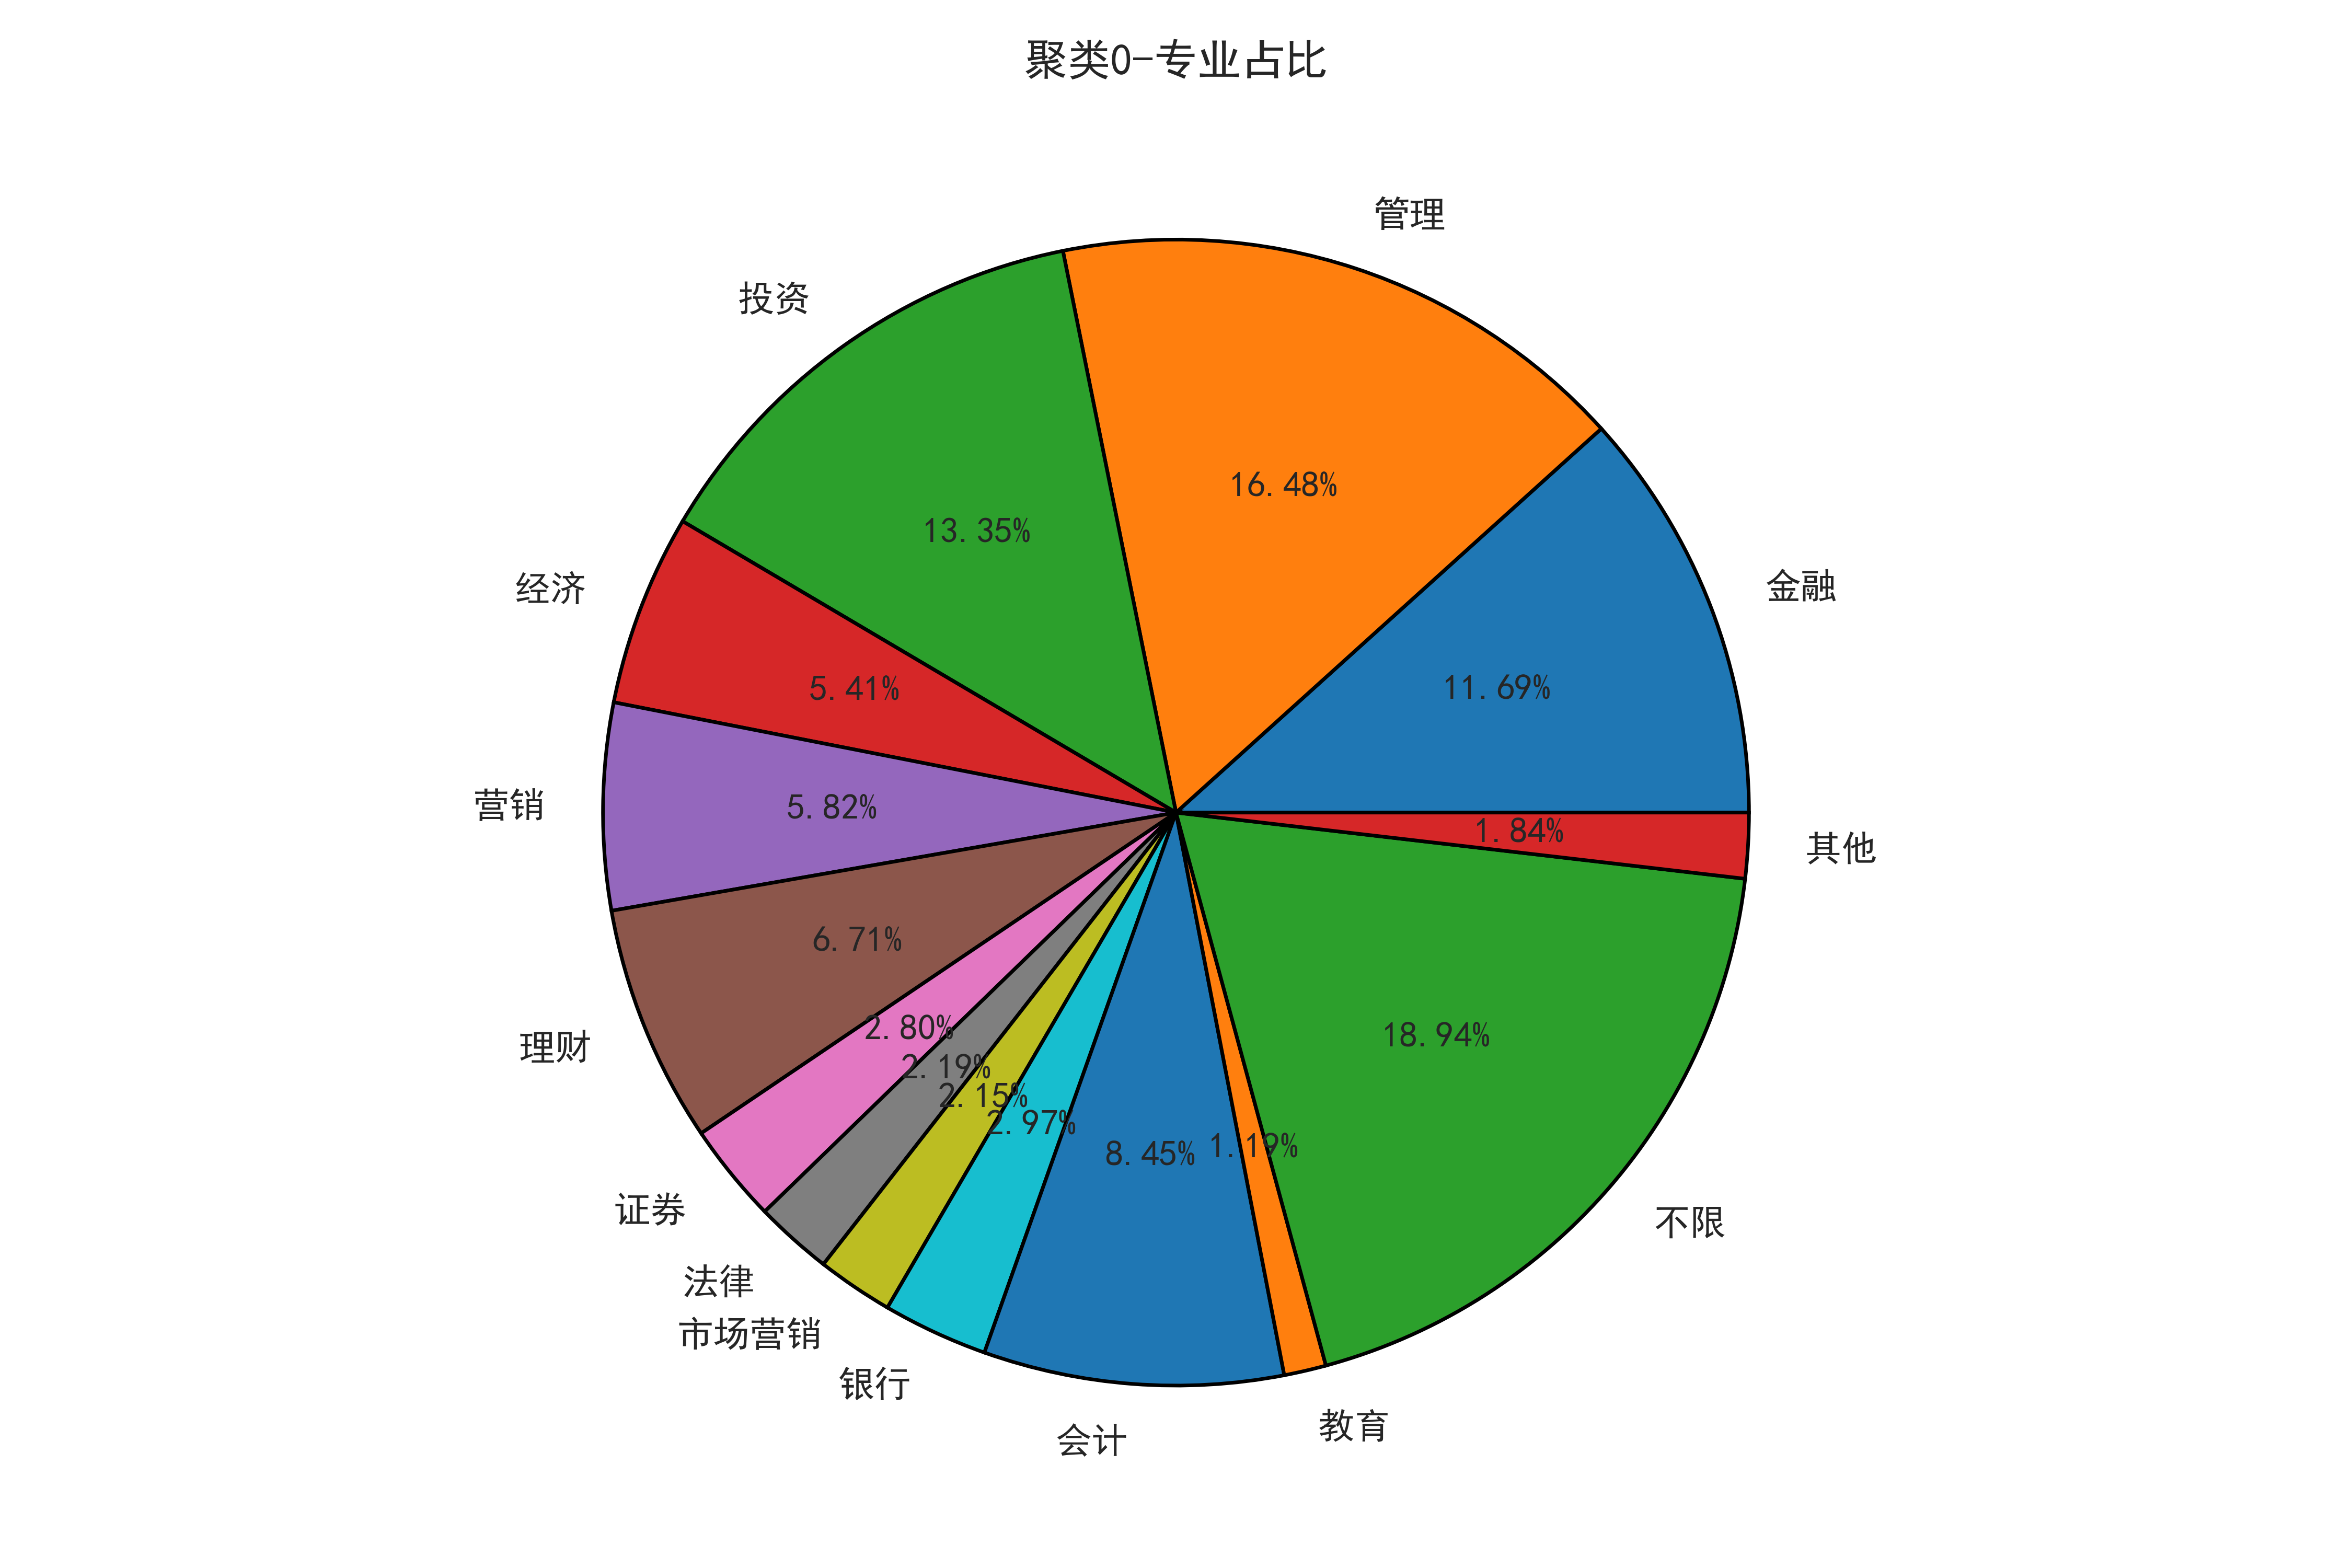 聚类0-专业占比
管理
投资
16.48%
13.35%
金融
经济
11.69%
5.41%
营销
5.82%
1.84%
其他
6.71%
理财
2.80%
18.94%
2.19%
2.15%
2.97%
8.45%
1.19%
证券
不限
法律
市场营销
银行
会计
教育